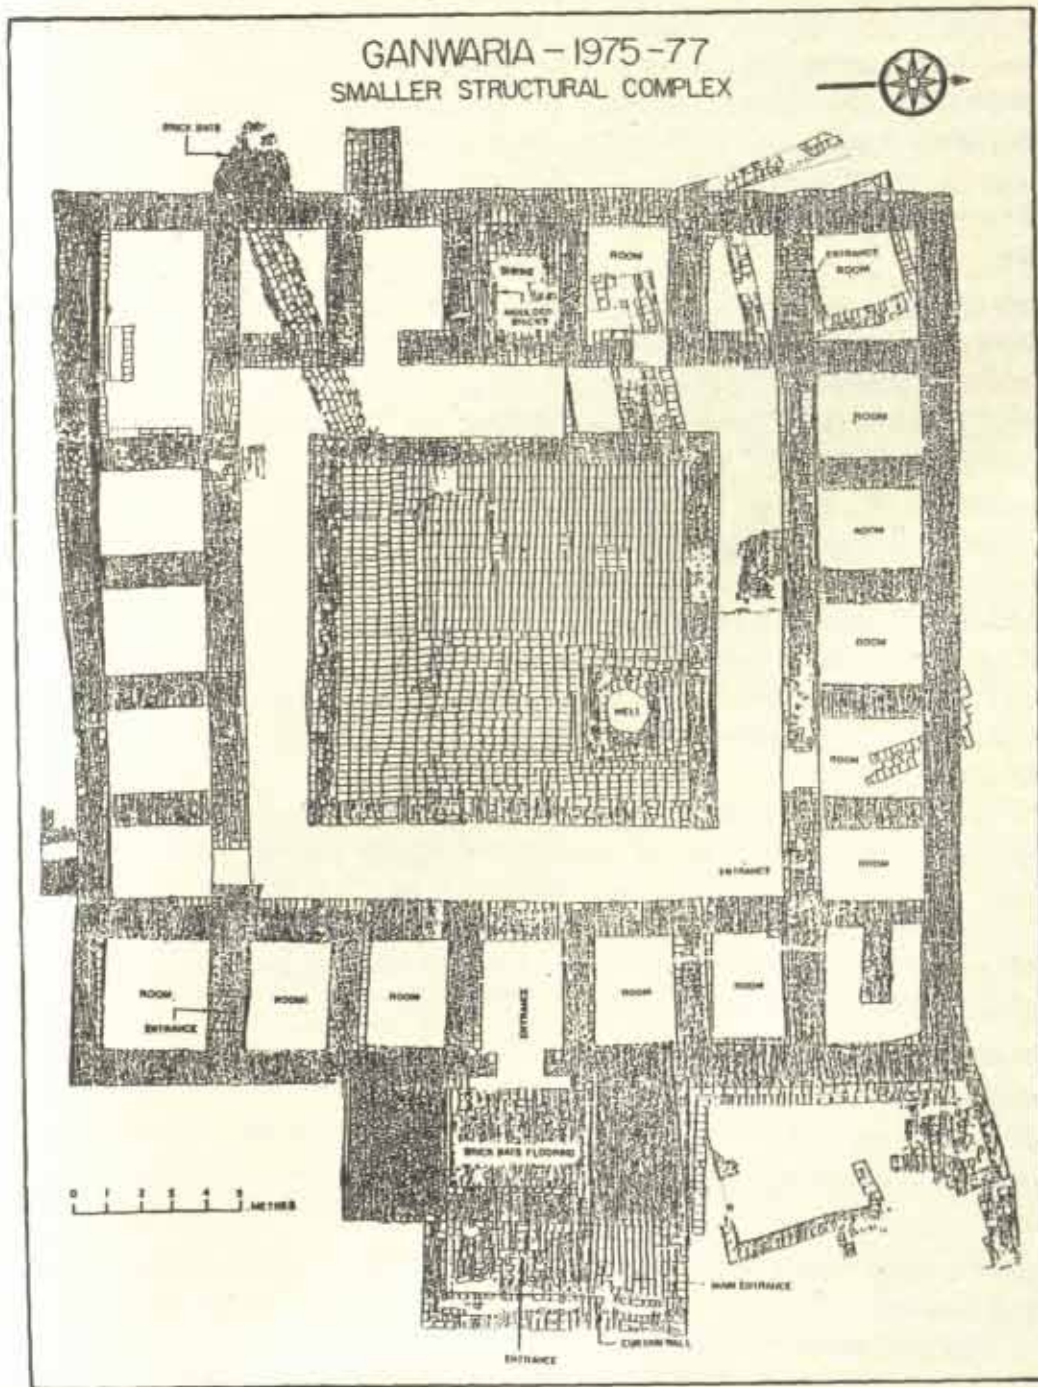 GANWARIA - 1975-77
SMALLER STRUCTURAL COMPLEX
BRICK BATS
ROOM
ENTRANCE
ROOM
SHRINE
MOULDED
BRICKS
ROOM
ROOM
ROOM
ROOM
WELL
ROOM
ENTRANCE
ROOM
ROOM
ROOM
ENTRANCE
ROOM
ROOM
ENTRANCE
BRICK BATS FLOORING
0 1 2 3 4 5
METRES
MAIN ENTRANCE
CURTAIN WALL
ENTRANCE